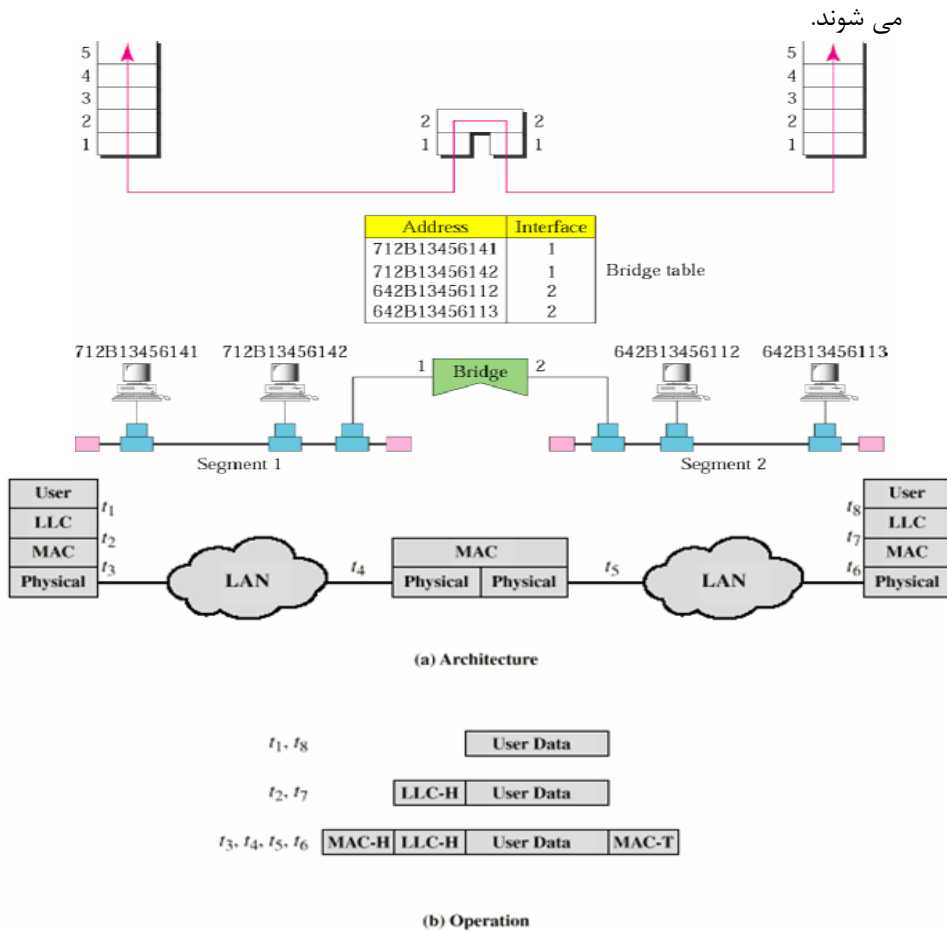 می شوند.
5 5
4 4
3 3
2 2 2 2
1 1 1 1
Address Interface
712B13456141 1
712B13456142 1
642B13456112 2
642B13456113 2
Bridge table
712B13456141 712B13456142 642B13456112 642B13456113
1 Bridge 2
Segment 1 Segment 2
User User
t1 t8
LLC LLC
t2 t7
MAC MAC MAC
t3 t4 t5 t6
Physical LAN Physical Physical LAN Physical
(a) Architecture
t1, t8 User Data
t2, t7 LLC-H User Data
t3, t4, t5, t6 MAC-H LLC-H User Data MAC-T
(b) Operation